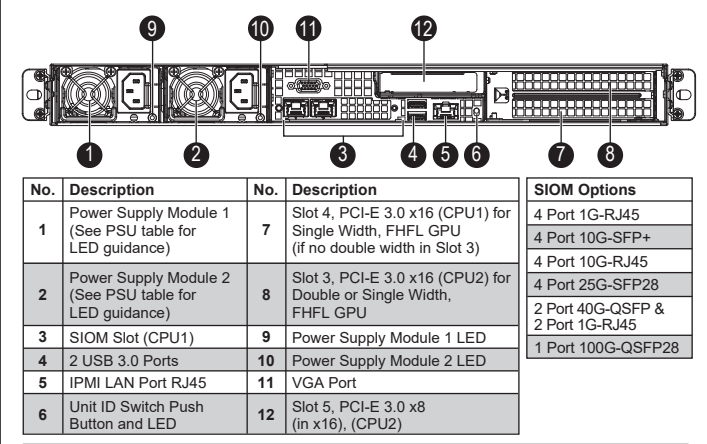 9
10
11
12
1
2
3
4
5
6
7
8
No. Description No. Description
1 Power Supply Module 1
(See PSU table for
LED guidance)
7 Slot 4, PCI-E 3.0 x16 (CPU1) for
Single Width, FHFL GPU
(if no double width in Slot 3)
2 Power Supply Module 2
(See PSU table for
LED guidance)
8 Slot 3, PCI-E 3.0 x16 (CPU2) for
Double or Single Width,
FHFL GPU
3 SIOM Slot (CPU1) 9 Power Supply Module 1 LED
4 2 USB 3.0 Ports 10 Power Supply Module 2 LED
5 IPMI LAN Port RJ45 11 VGA Port
6 Unit ID Switch Push
Button and LED
12 Slot 5, PCI-E 3.0 x8
(in x16), (CPU2)
SIOM Options
4 Port 1G-RJ45
4 Port 10G-SFP+
4 Port 10G-RJ45
4 Port 25G-SFP28
2 Port 40G-QSFP &
2 Port 1G-RJ45
1 Port 100G-QSFP28